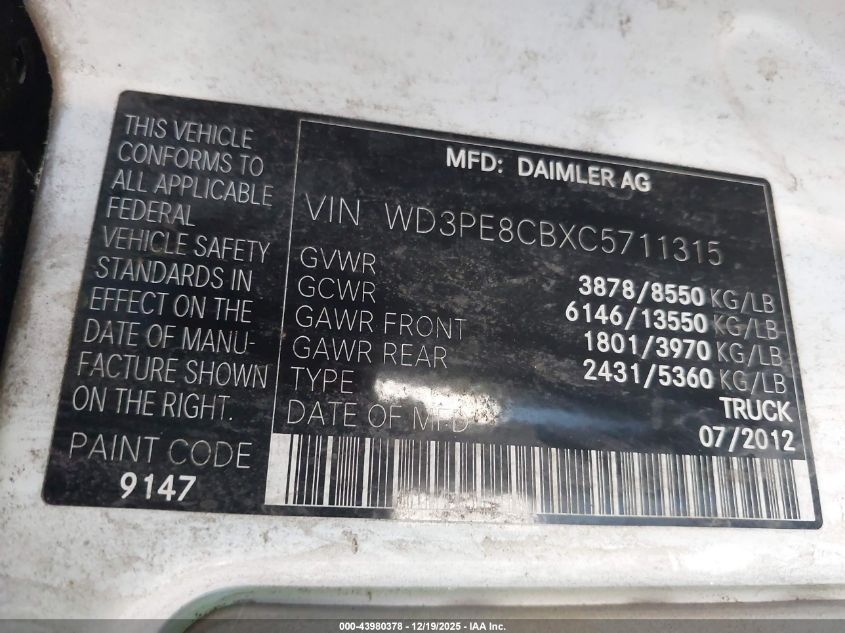 THIS VEHICLE
CONFORMS TO
ALL APPLICABLE
FEDERAL
VEHICLE SAFETY
STANDARDS IN
EFFECT ON THE
DATE OF MANU-
FACTURE SHOWN
ON THE RIGHT.
PAINT CODE
9147
MFD: DAIMLER AG
VIN WD3PE8CBXC5711315
GVWR 3878/8550 KG/LB
GCWR 6146/13550 KG/LB
GAWR FRONT 1801/3970 KG/LB
GAWR REAR 2431/5360 KG/LB
TYPE TRUCK
DATE OF MFD 07/2012
000-43980378 - 12/19/2025 - IAA Inc.